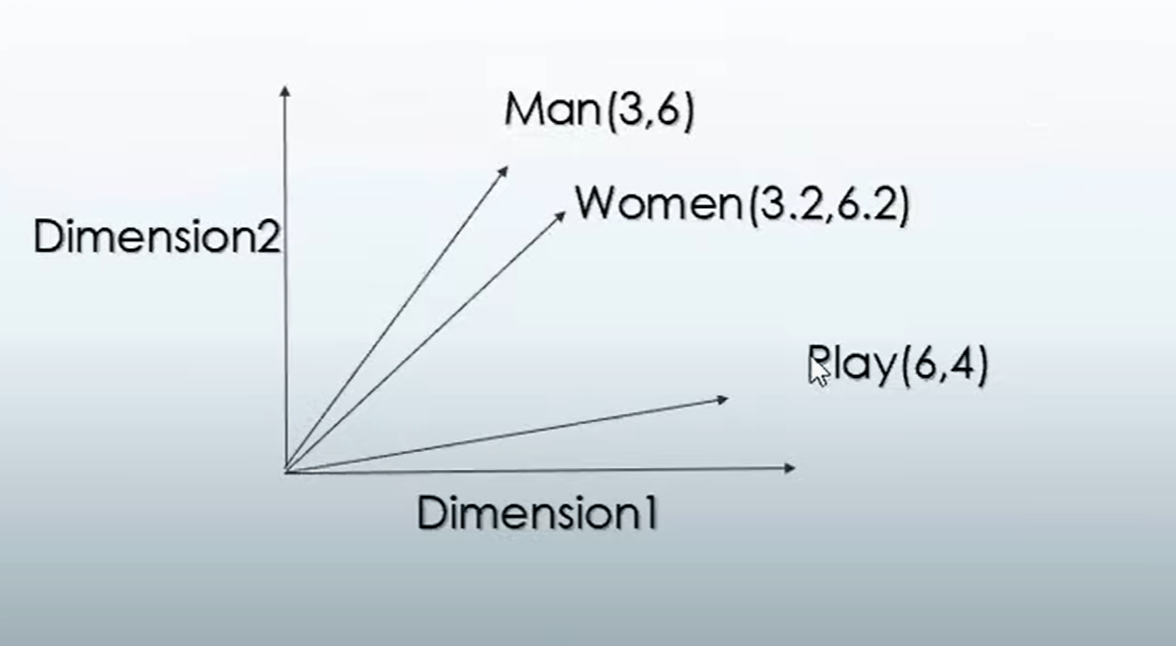 Man(3,6)
Women(3.2,6.2)
Dimension2
Play(6,4)
Dimension1